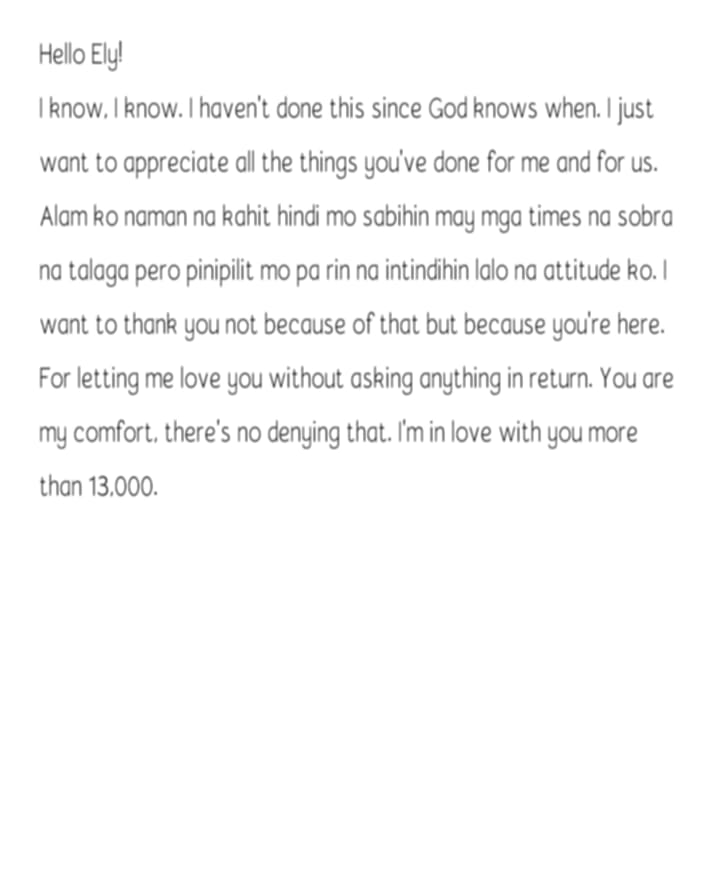 Hello Ely!
I know, I know. I haven't done this since God knows when. I just
want to appreciate all the things you've done for me and for us.
Alam ko naman na kahit hindi mo sabihin may mga times na sobra
na talaga pero pinipilit mo pa rin na intindihin lalo na attitude ko. I
want to thank you not because of that but because you're here.
For letting me love you without asking anything in return. You are
my comfort, there's no denying that. I'm in love with you more
than 13,000.